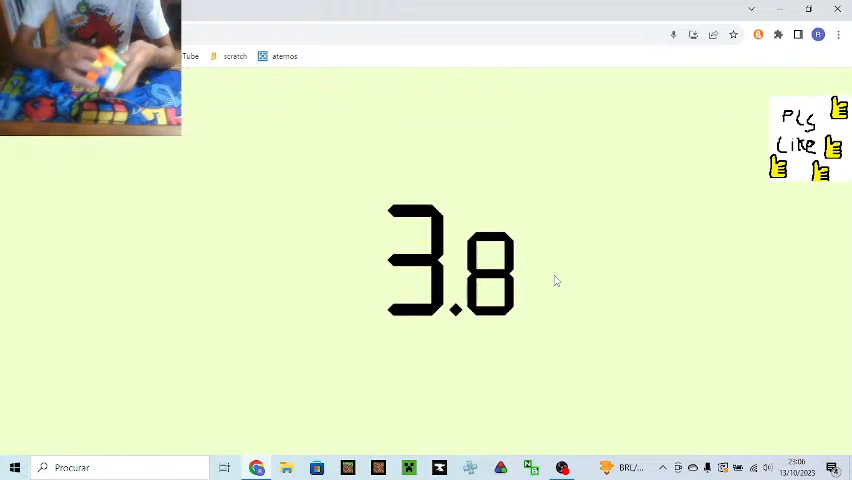 Tube scratch aternos
PLS
Like
3.8
Procurar
BRL/...
23:06
13/10/2023